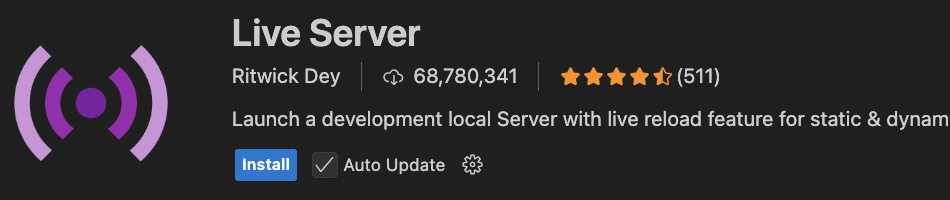 Live Server
Ritwick Dey 68,780,341 (511)
Launch a development local Server with live reload feature for static & dynam
Install Auto Update